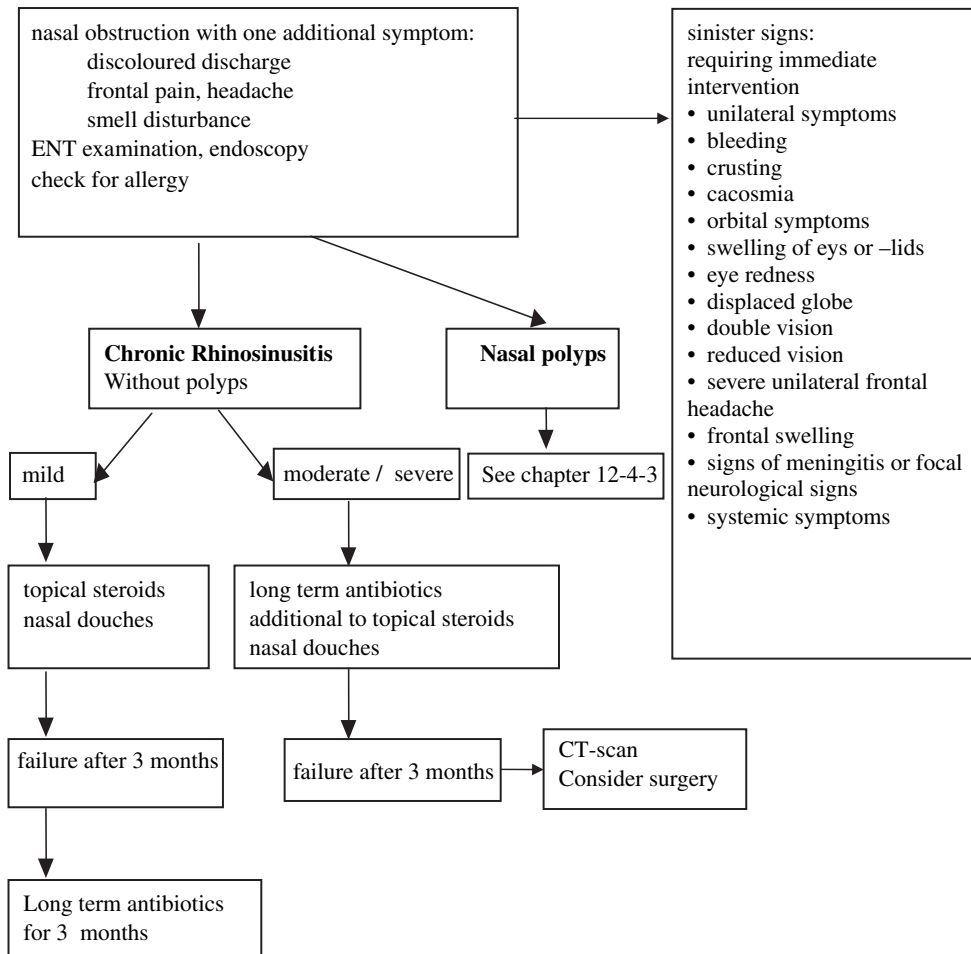 nasal obstruction with one additional symptom:
discoloured discharge
frontal pain, headache
smell disturbance
ENT examination, endoscopy
check for allergy
sinister signs:
requiring immediate
intervention
• unilateral symptoms
• bleeding
• crusting
• cacosmia
• orbital symptoms
• swelling of eys or –lids
• eye redness
• displaced globe
• double vision
• reduced vision
• severe unilateral frontal
headache
• frontal swelling
• signs of meningitis or focal
neurological signs
• systemic symptoms
Chronic Rhinosinusitis
Without polyps
Nasal polyps
mild
moderate / severe
See chapter 12-4-3
topical steroids
nasal douches
long term antibiotics
additional to topical steroids
nasal douches
failure after 3 months
failure after 3 months
CT-scan
Consider surgery
Long term antibiotics
for 3 months